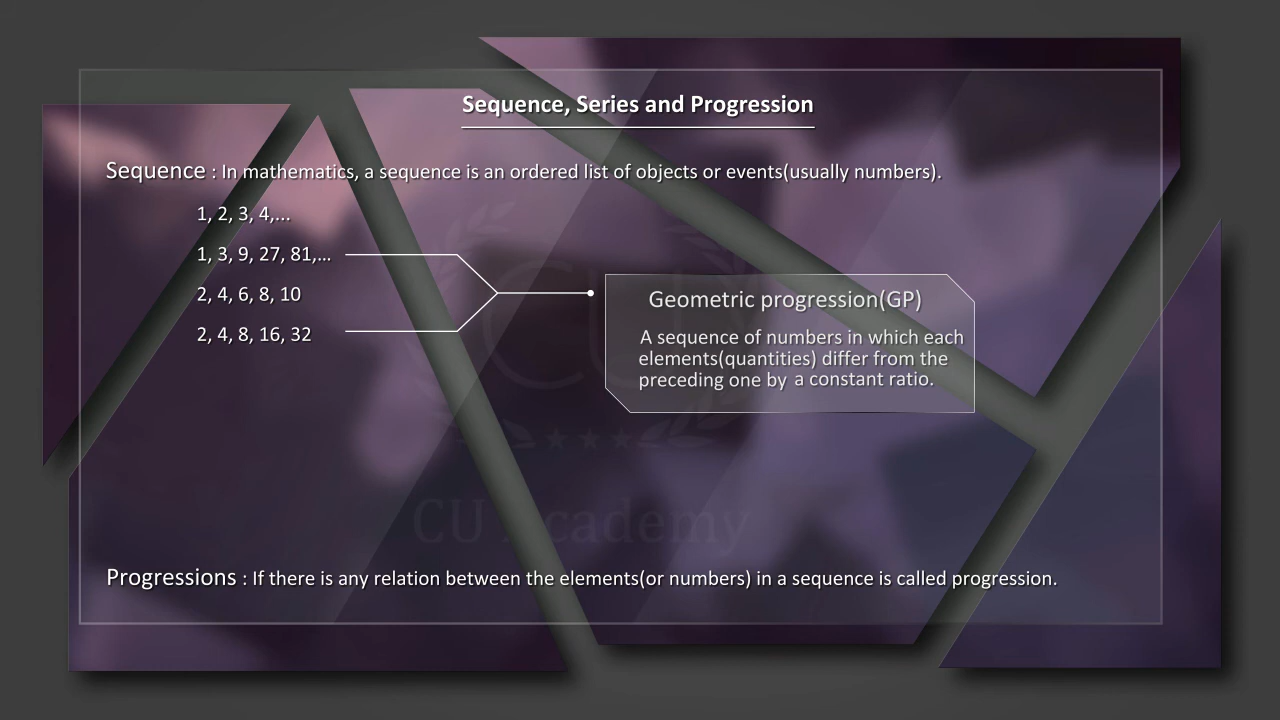 Sequence, Series and Progression
Sequence : In mathematics, a sequence is an ordered list of objects or events(usually numbers).
1, 2, 3, 4,...
1, 3, 9, 27, 81,...
2, 4, 6, 8, 10
2, 4, 8, 16, 32
Geometric progression(GP)
A sequence of numbers in which each
elements(quantities) differ from the
preceding one by a constant ratio.
CU
CU Academy
Progressions : If there is any relation between the elements(or numbers) in a sequence is called progression.